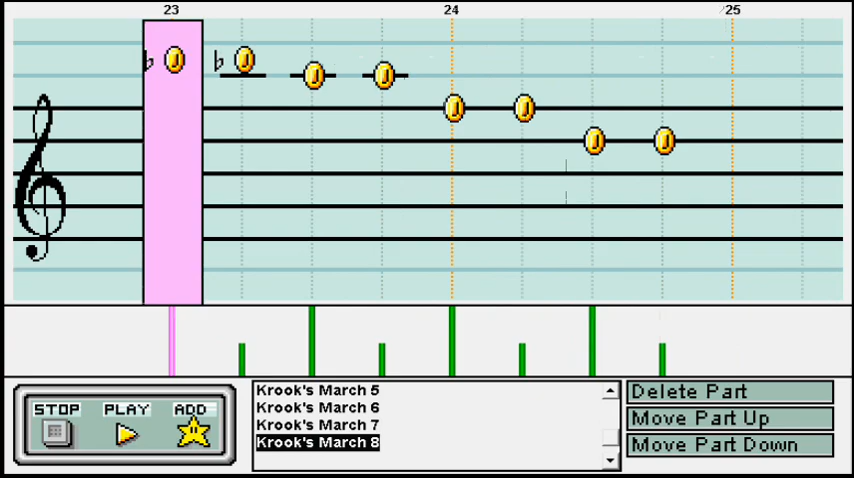 23 24 25
Krook's March 5
Krook's March 6
Krook's March 7
Krook's March 8
STOP PLAY ADD
Delete Part
Move Part Up
Move Part Down